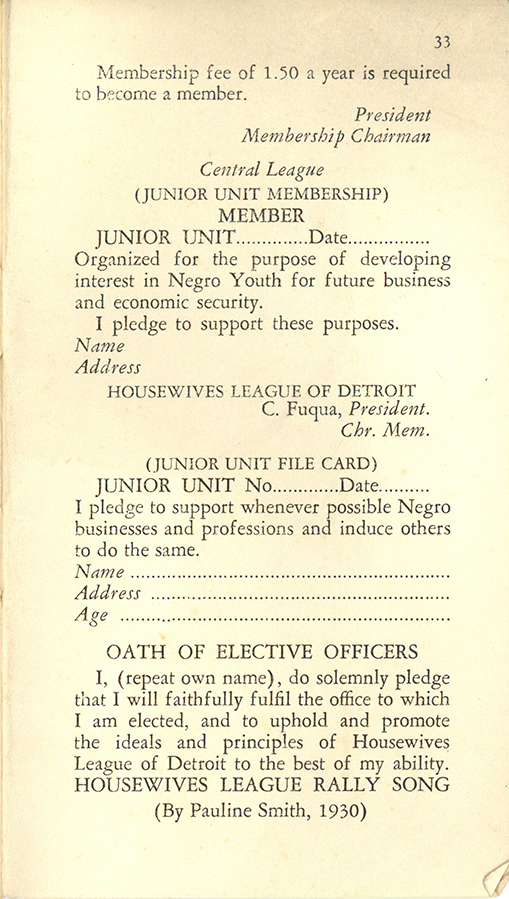 33
Membership fee of 1.50 a year is required
to become a member.
President
Membership Chairman
Central League
(JUNIOR UNIT MEMBERSHIP)
MEMBER
JUNIOR UNIT..............Date................
Organized for the purpose of developing
interest in Negro Youth for future business
and economic security.
I pledge to support these purposes.
Name
Address
HOUSEWIVES LEAGUE OF DETROIT
C. Fuqua, President.
Chr. Mem.
(JUNIOR UNIT FILE CARD)
JUNIOR UNIT No.............Date..........
I pledge to support whenever possible Negro
businesses and professions and induce others
to do the same.
Name ................................................................
Address ............................................................
Age ..................................................................
OATH OF ELECTIVE OFFICERS
I, (repeat own name), do solemnly pledge
that I will faithfully fulfil the office to which
I am elected, and to uphold and promote
the ideals and principles of Housewives
League of Detroit to the best of my ability.
HOUSEWIVES LEAGUE RALLY SONG
(By Pauline Smith, 1930)